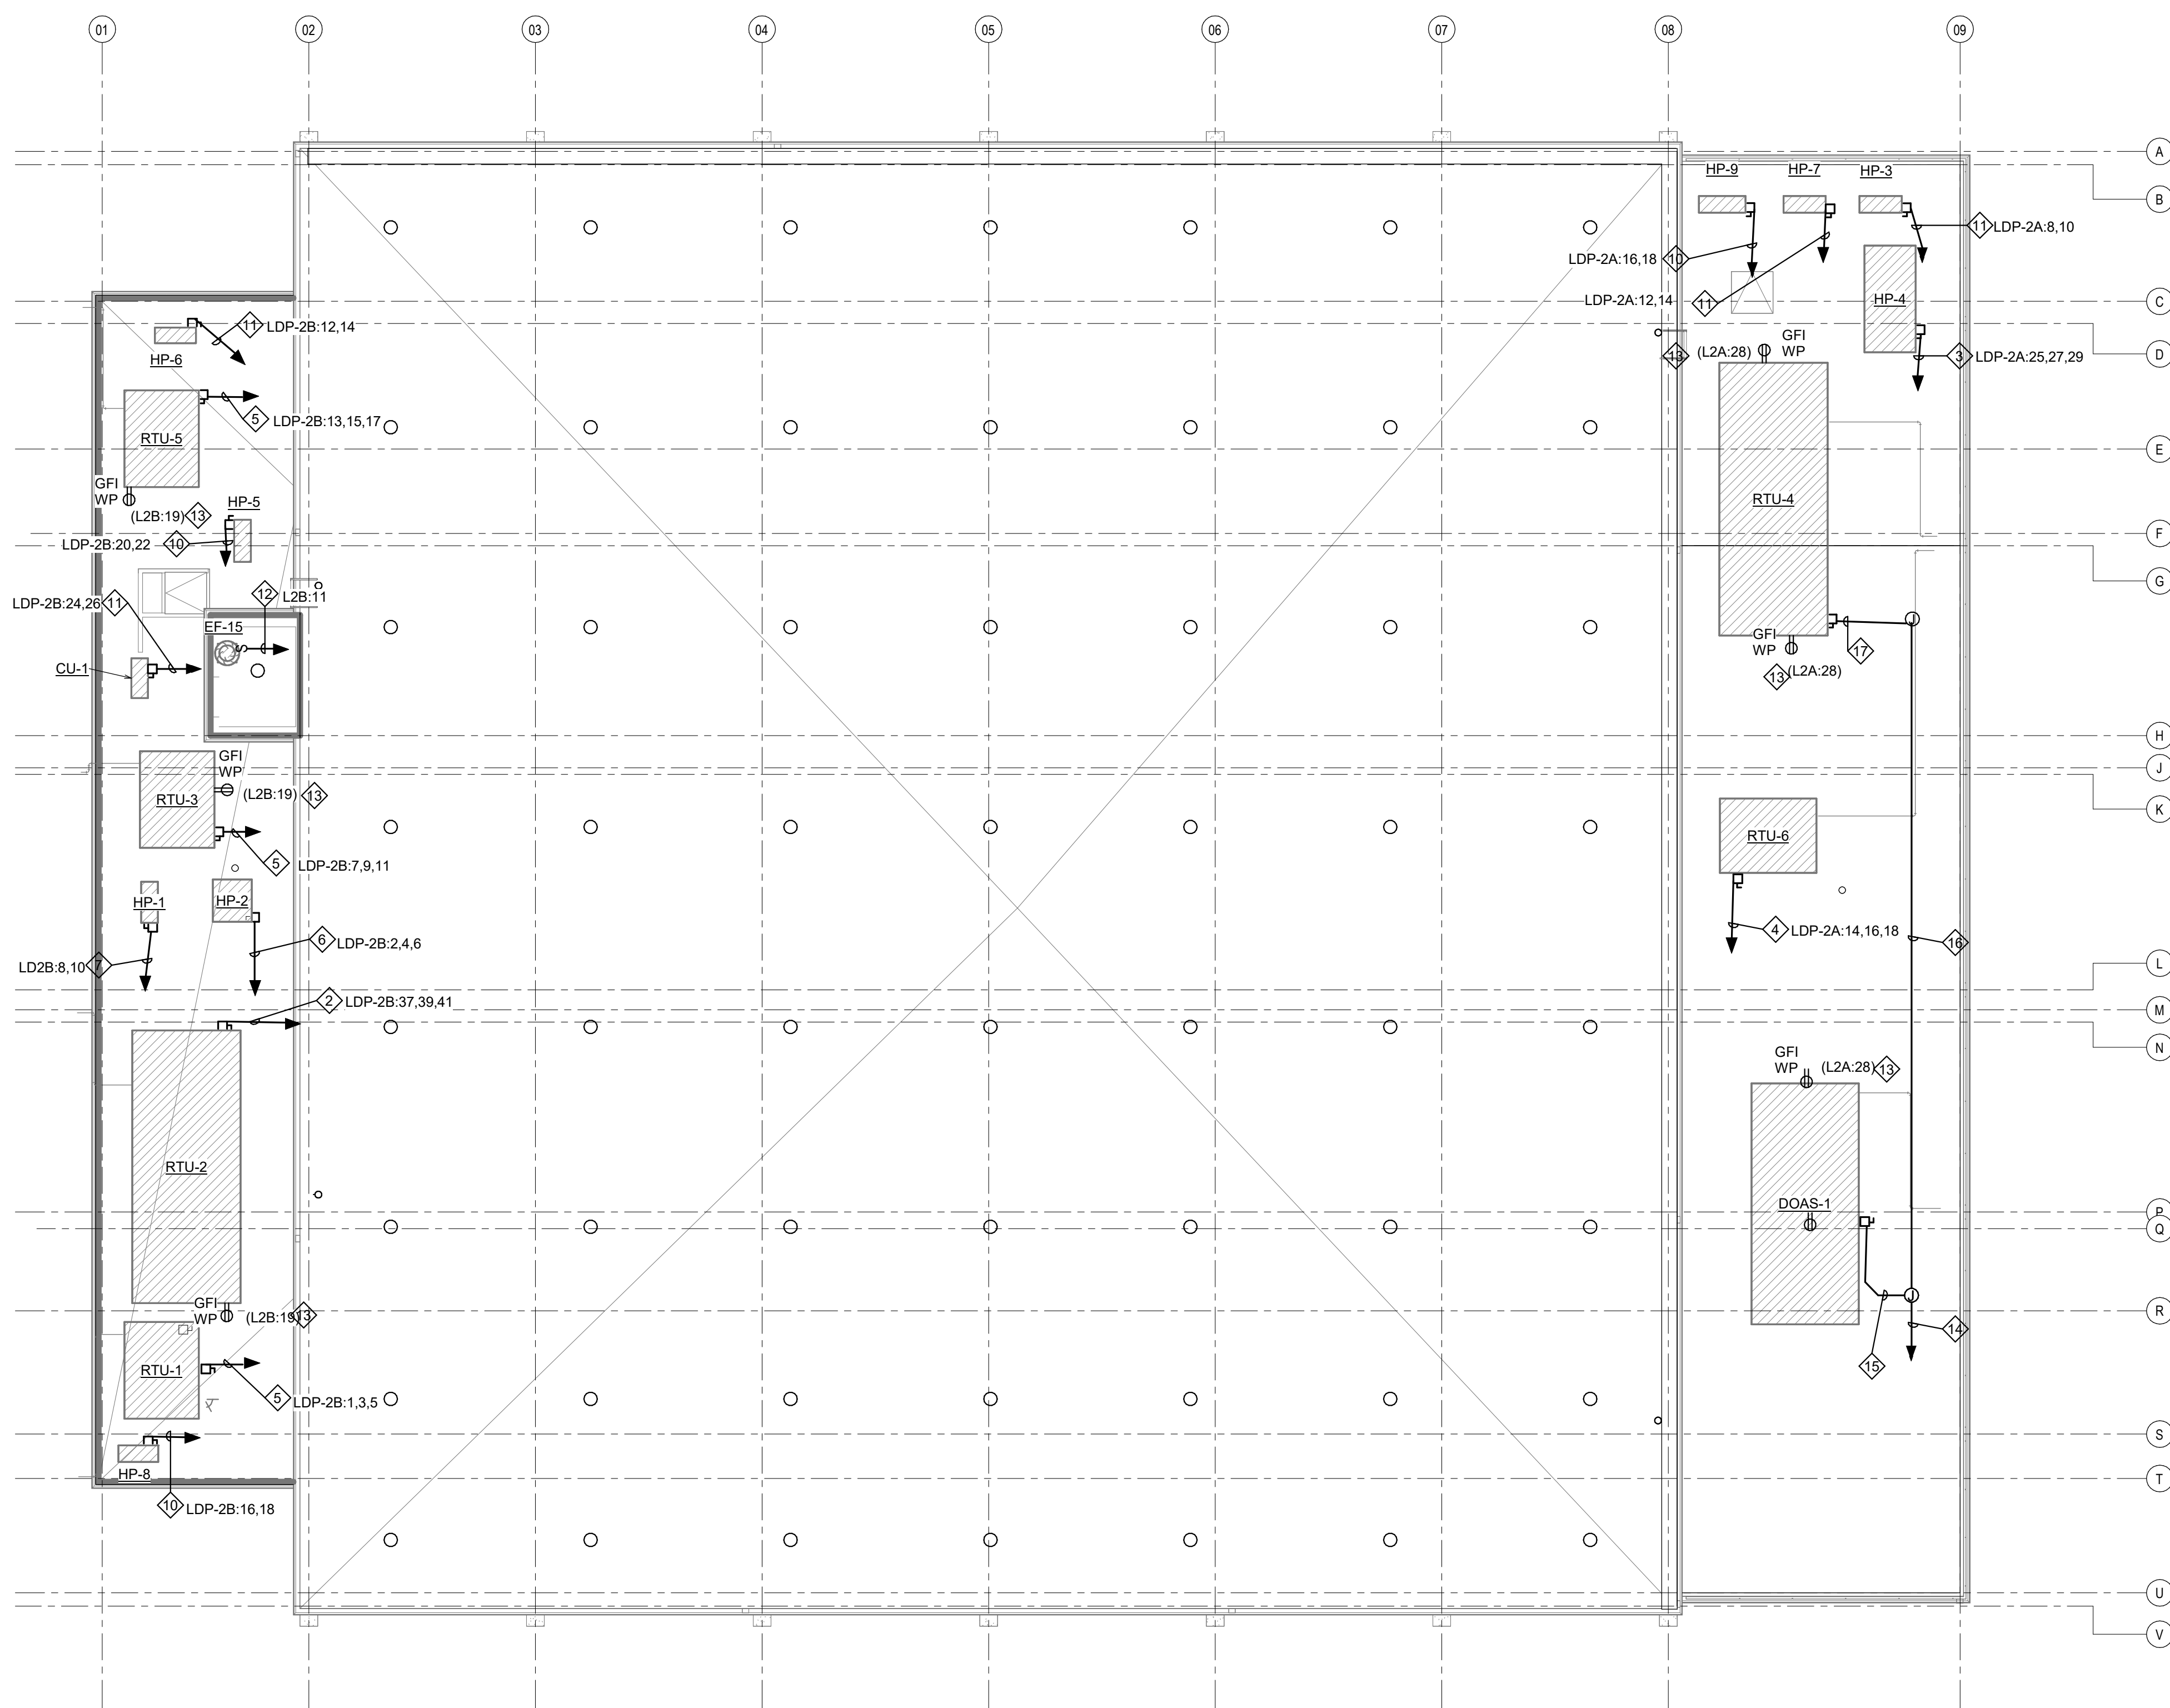 01
02
03
04
05
06
07
08
09
A
B
C
D
E
F
G
H
J
K
L
M
N
P
Q
R
S
T
U
V
HP-6
11
LDP-2B:12,14
RTU-5
5
LDP-2B:13,15,17
GFI
WP
(L2B:19)
13
HP-5
LDP-2B:20,22
10
LDP-2B:24,26
11
12
L2B:11
EF-15
S
CU-1
RTU-3
GFI
WP
(L2B:19)
13
5
LDP-2B:7,9,11
HP-1
HP-2
6
LDP-2B:2,4,6
LD2B:8,10
7
2
LDP-2B:37,39,41
RTU-2
GFI
WP
(L2B:19)
13
RTU-1
5
LDP-2B:1,3,5
HP-8
10
LDP-2B:16,18
HP-9
HP-7
HP-3
11
LDP-2A:8,10
LDP-2A:16,18
10
LDP-2A:12,14
11
HP-4
3
LDP-2A:25,27,29
13
(L2A:28)
GFI
WP
RTU-4
GFI
WP
13
(L2A:28)
17
J
RTU-6
4
LDP-2A:14,16,18
16
GFI
WP
(L2A:28)
13
DOAS-1
J
14
15